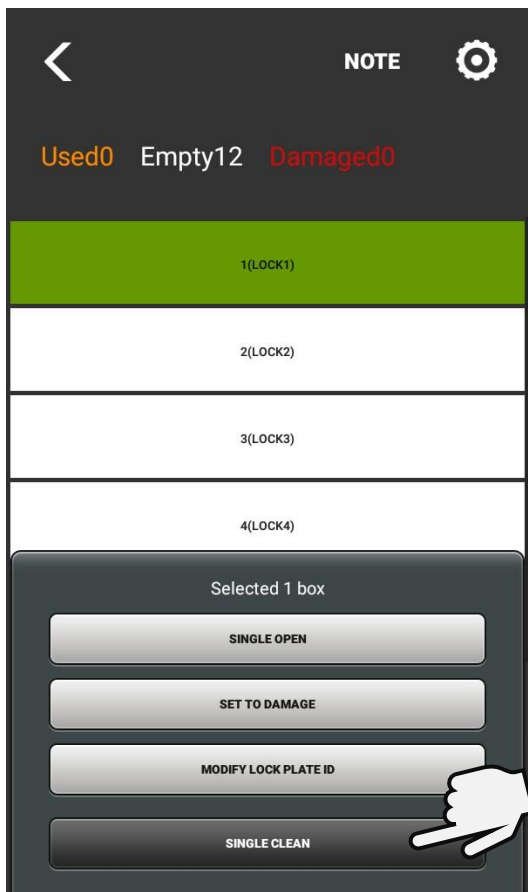 NOTE
Used0 Empty12 Damaged0
1(LOCK1)
2(LOCK2)
3(LOCK3)
4(LOCK4)
Selected 1 box
SINGLE OPEN
SET TO DAMAGE
MODIFY LOCK PLATE ID
SINGLE CLEAN